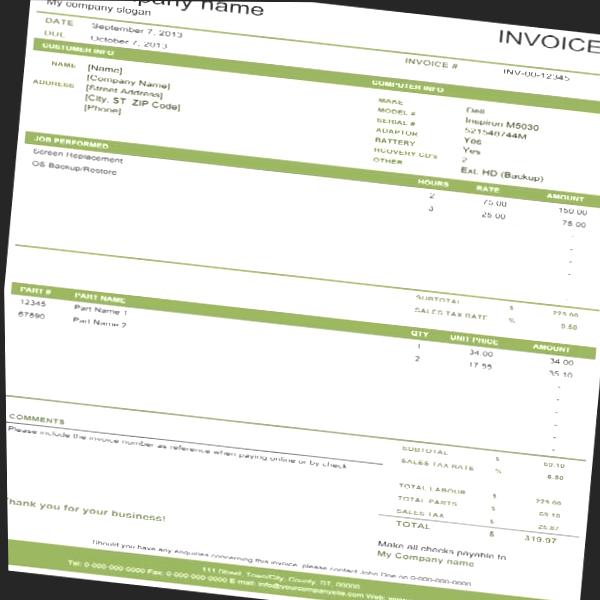 pany name
My company slogan
INVOICE
DATE September 7, 2013
DUE October 7, 2013
INVOICE # INV-00-12345
CUSTOMER INFO
COMPUTER INFO
NAME [Name]
[Company Name]
ADDRESS [Street Address]
[City, ST ZIP Code]
[Phone]
MAKE Dell
MODEL # Inspiron M5030
SERIAL # 521548744M
ADAPTOR Yes
BATTERY Yes
RCOVERY CD's 2
OTHER Ext. HD (Backup)
JOB PERFORMED HOURS RATE AMOUNT
Screen Replacement 2 75.00 150.00
OS Backup/Restore 3 25.00 75.00
-
-
-
-
SUBTOTAL $ 225.00
SALES TAX RATE % 8.50
PART # PART NAME QTY UNIT PRICE AMOUNT
12345 Part Name 1 1 34.00 34.00
67890 Part Name 2 2 17.55 35.10
-
-
-
-
-
-
COMMENTS
Please include the invoice number as reference when paying online or by check
SUBTOTAL $ 69.10
SALES TAX RATE % 8.50
TOTAL LABOUR $ 225.00
TOTAL PARTS $ 69.10
SALES TAX $ 25.87
TOTAL $ 319.97
Thank you for your business!
Make all checks payable to
My Company name
Should you have any enquiries concerning this invoice, please contact John Doe on 0-000-000-0000
111 Street, Town/City, County, ST, 00000
Tel: 0-000-000-0000 Fax: 0-000-000-0000 E-mail: info@yourcompanysite.com Web: